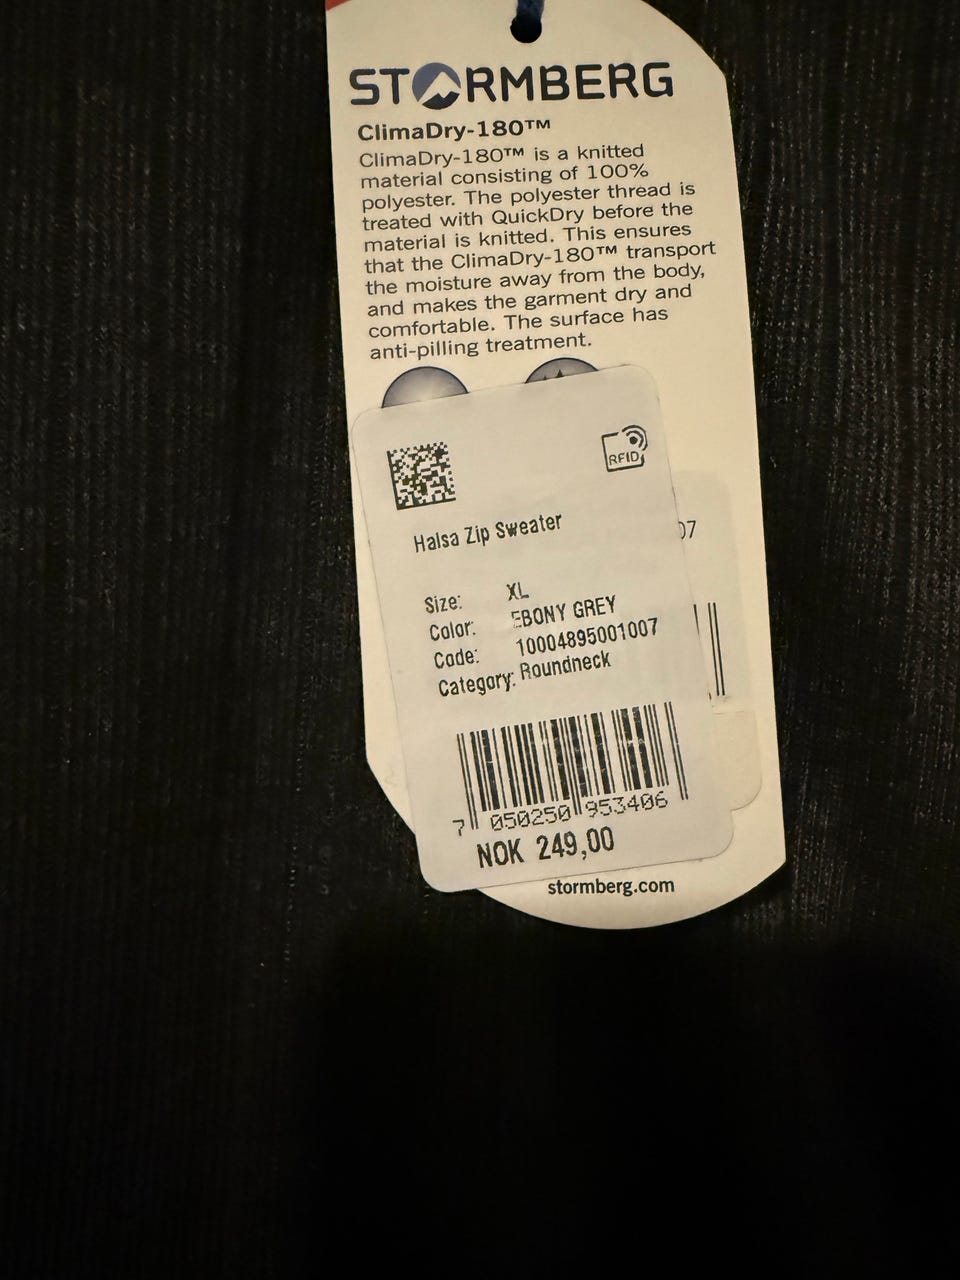 STORMBERG
ClimaDry-180™
ClimaDry-180™ is a knitted
material consisting of 100%
polyester. The polyester thread is
treated with QuickDry before the
material is knitted. This ensures
that the ClimaDry-180™ transport
the moisture away from the body,
and makes the garment dry and
comfortable. The surface has
anti-pilling treatment.
RFID
Halsa Zip Sweater
07
Size: XL
Color: EBONY GREY
Code: 10004895001007
Category: Roundneck
7 050250 953406
NOK 249,00
stormberg.com